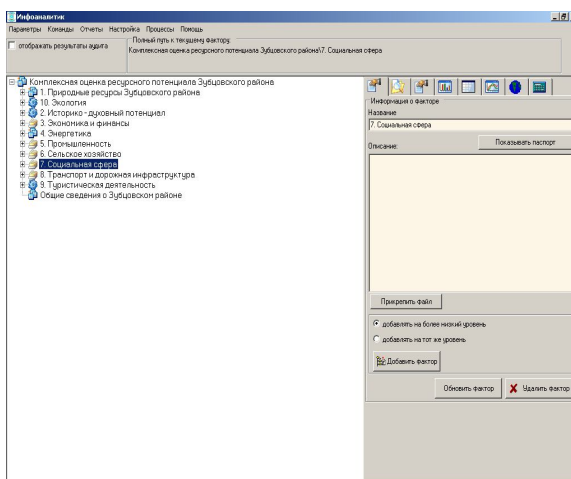 Инфоаналитик
Параметры Команды Отчеты Настройка Процессы Помощь
отображать результаты аудита
Полный путь к текущему фактору:
Комплексная оценка ресурсного потенциала Зубцовского района\7. Социальная сфера
Комплексная оценка ресурсного потенциала Зубцовского района
1. Природные ресурсы Зубцовского района
10. Экология
2. Историко-духовный потенциал
3. Экономика и финансы
4. Энергетика
5. Промышленность
6. Сельское хозяйство
7. Социальная сфера
8. Транспорт и дорожная инфраструктура
9. Туристическая деятельность
Общие сведения о Зубцовском районе
Информация о факторе
Название
7. Социальная сфера
Описание:
Показывать паспорт
Прикрепить файл
добавлять на более низкий уровень
добавлять на тот же уровень
Добавить фактор
Обновить фактор
Удалить фактор